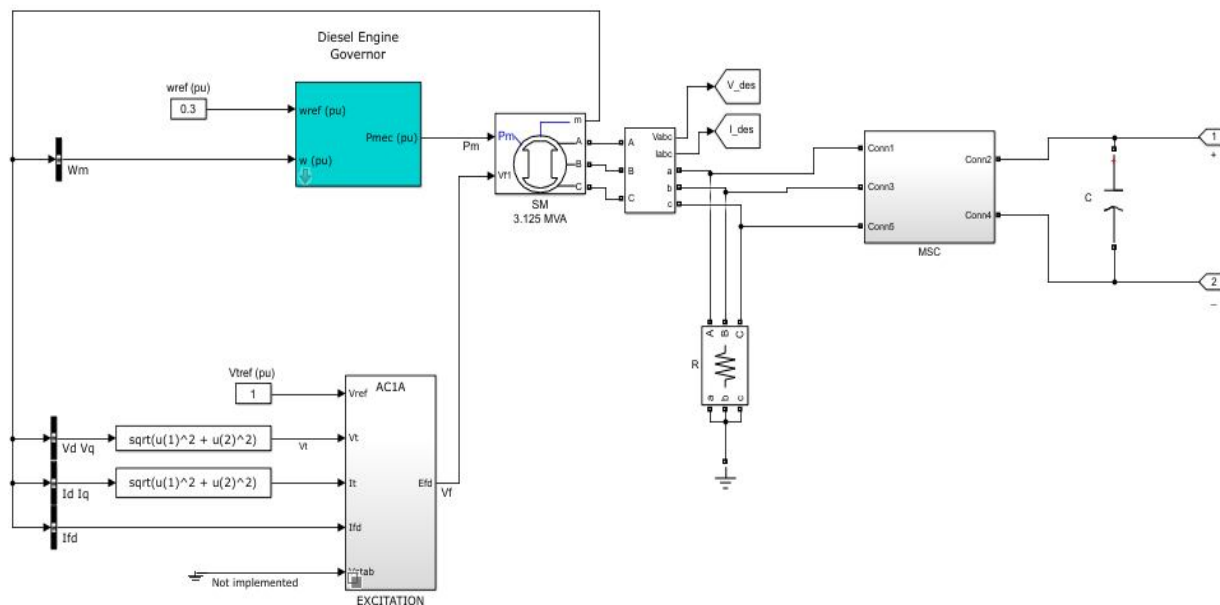 Diesel Engine
Governor
wref (pu)
0.3
wref (pu)
w (pu)
Pmec (pu)
Wm
Pm
Pm
Vf1
m
A
B
C
SM
3.125 MVA
A
B
C
Vabc
Iabc
a
b
c
V_des
I_des
Conn1
Conn3
Conn5
Conn2
Conn4
MSC
C
+
1
+
2
–
R
A
B
C
a
b
c
Vtref (pu)
1
AC1A
Vref
Vt
It
Ifd
Efd
Vf
Vd Vq
sqrt(u(1)^2 + u(2)^2)
Vt
Id Iq
sqrt(u(1)^2 + u(2)^2)
Ifd
Not implemented
EXCITATION